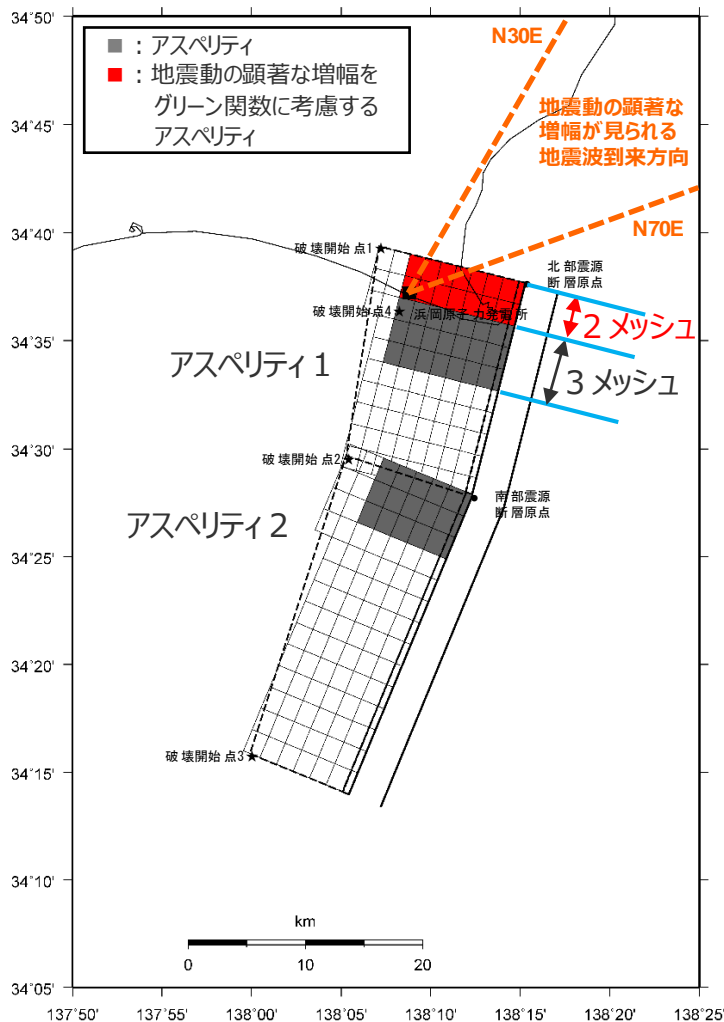 34˚50'
34˚45'
34˚40'
34˚35'
34˚30'
34˚25'
34˚20'
34˚15'
34˚10'
34˚05'
■：アスペリティ
■：地震動の顕著な増幅を
グリーン関数に考慮する
アスペリティ
N30E
地震動の顕著な
増幅が見られる
地震波到来方向
N70E
破壊開始点1
北部震源
断層原点
破壊開始点4
２メッシュ
アスペリティ１
３メッシュ
破壊開始点2
南部震源
断層原点
アスペリティ２
破壊開始点3
km
0
10
20
137˚50'
137˚55'
138˚00'
138˚05'
138˚10'
138˚15'
138˚20'
138˚25'